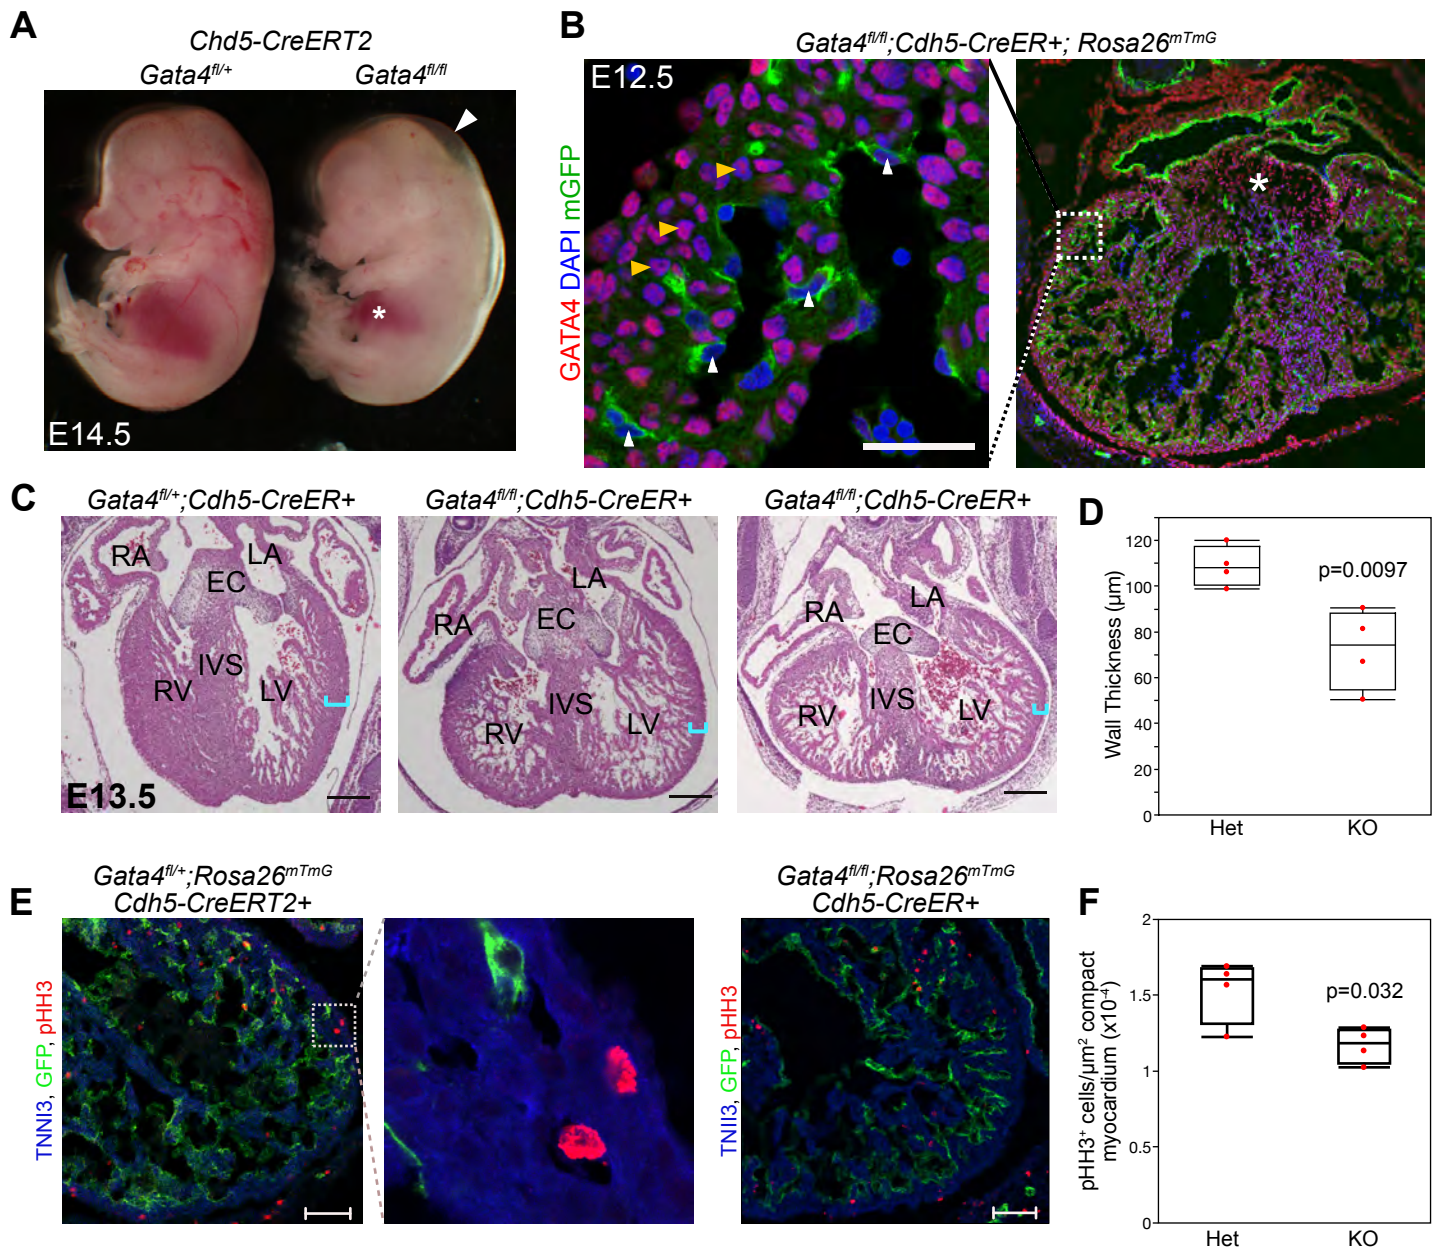 A
Chd5-CreERT2
Gata4fl/+
Gata4fl/fl
*
E14.5
B
Gata4fl/fl;Cdh5-CreER+; Rosa26mTmG
GATA4 DAPI mGFP
E12.5
*
C
Gata4fl/+;Cdh5-CreER+
Gata4fl/fl;Cdh5-CreER+
Gata4fl/fl;Cdh5-CreER+
RA
LA
EC
IVS
RV
LV
E13.5
LA
RA
EC
IVS
RV
LV
RA
LA
EC
IVS
RV
LV
D
Wall Thickness (µm)
120
100
80
60
40
20
0
p=0.0097
Het
KO
E
Gata4fl/+;Rosa26mTmG
Cdh5-CreERT2+
TNNI3, GFP, pHH3
Gata4fl/fl;Rosa26mTmG
Cdh5-CreER+
TNII3, GFP, pHH3
F
pHH3+ cells/µm2 compact
myocardium (x10-4)
2
1.5
1
0.5
0
p=0.032
Het
KO